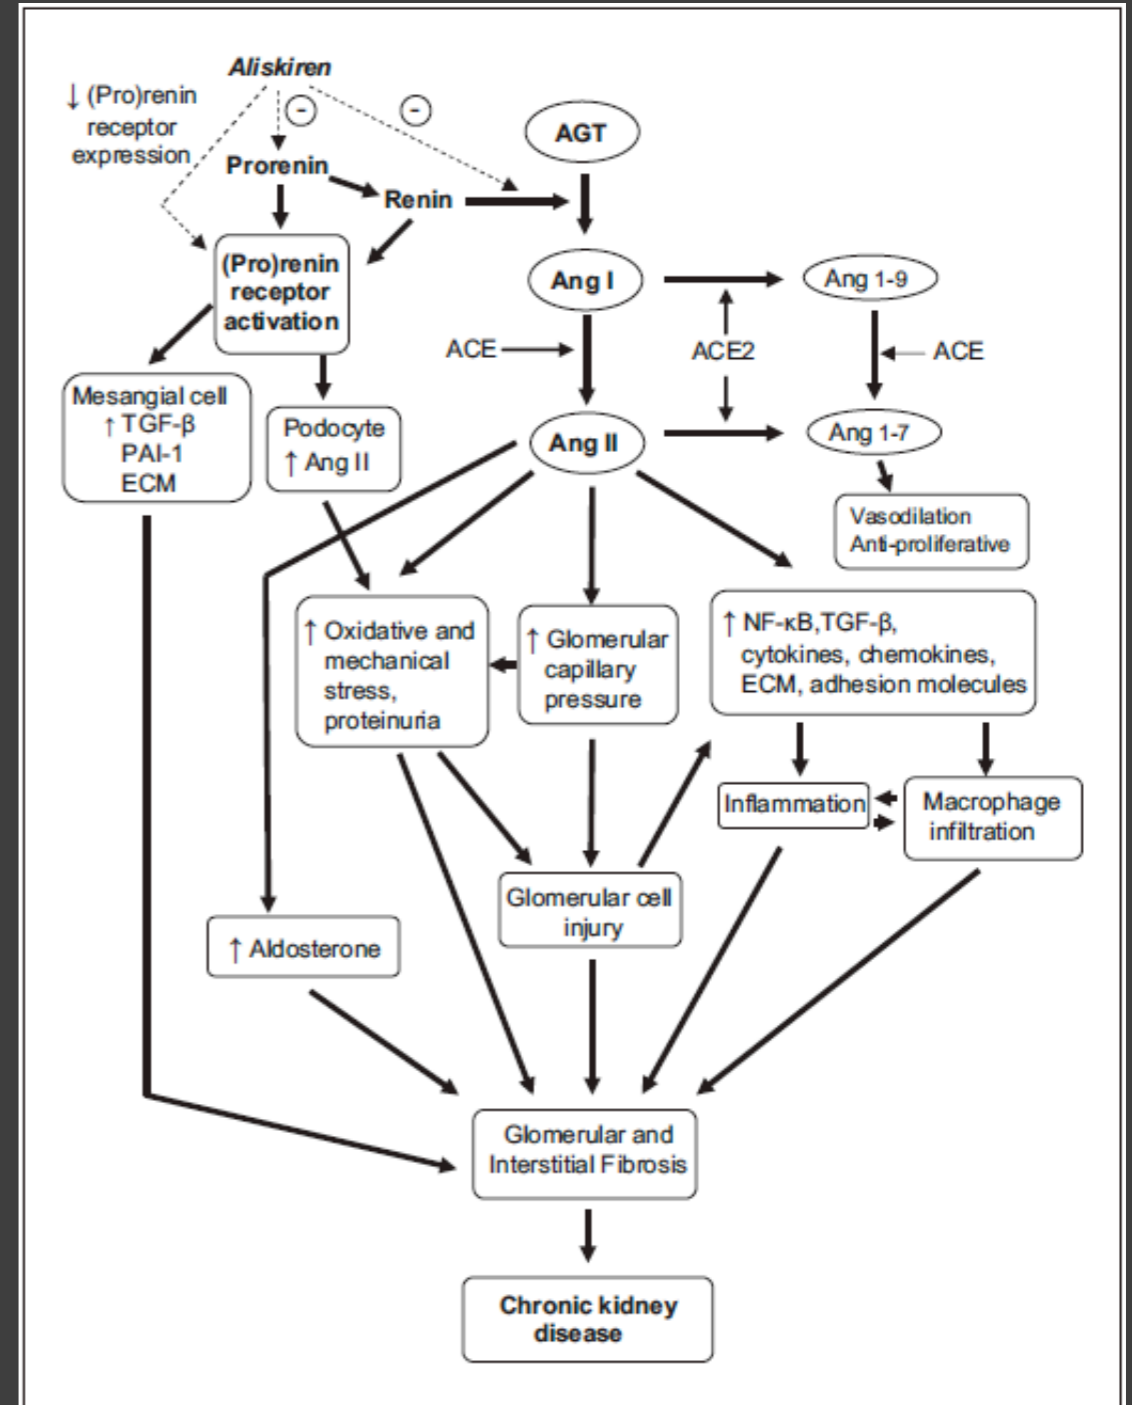 Aliskiren
↓ (Pro)renin
receptor
expression
-
-
AGT
Prorenin
Renin
(Pro)renin
receptor
activation
Ang I
Ang 1-9
ACE
ACE2
ACE
Mesangial cell
↑ TGF-β
PAI-1
ECM
Podocyte
↑ Ang II
Ang II
Ang 1-7
Vasodilation
Anti-proliferative
↑ Oxidative and
mechanical
stress,
proteinuria
↑ Glomerular
capillary
pressure
↑ NF-κB,TGF-β,
cytokines, chemokines,
ECM, adhesion molecules
Inflammation
Macrophage
infiltration
Glomerular cell
injury
↑ Aldosterone
Glomerular and
Interstitial Fibrosis
Chronic kidney
disease